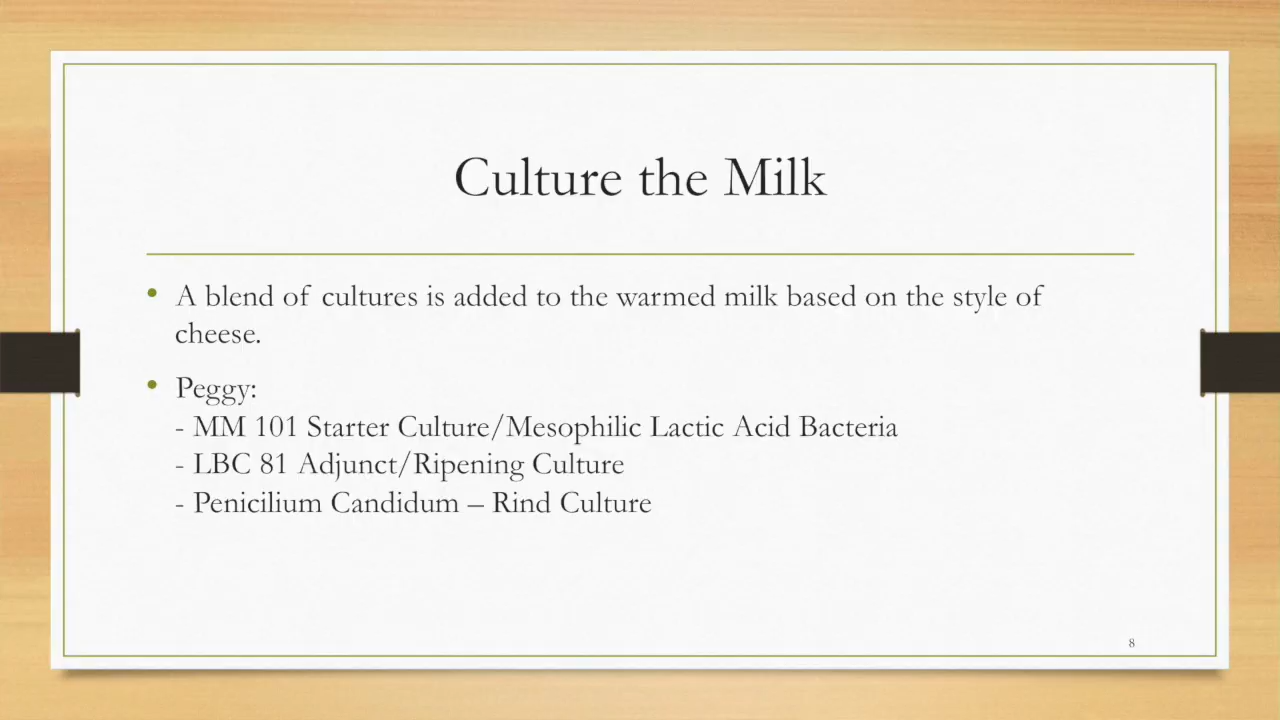 Culture the Milk
• A blend of cultures is added to the warmed milk based on the style of
cheese.
• Peggy:
- MM 101 Starter Culture/Mesophilic Lactic Acid Bacteria
- LBC 81 Adjunct/Ripening Culture
- Penicilium Candidum – Rind Culture
8